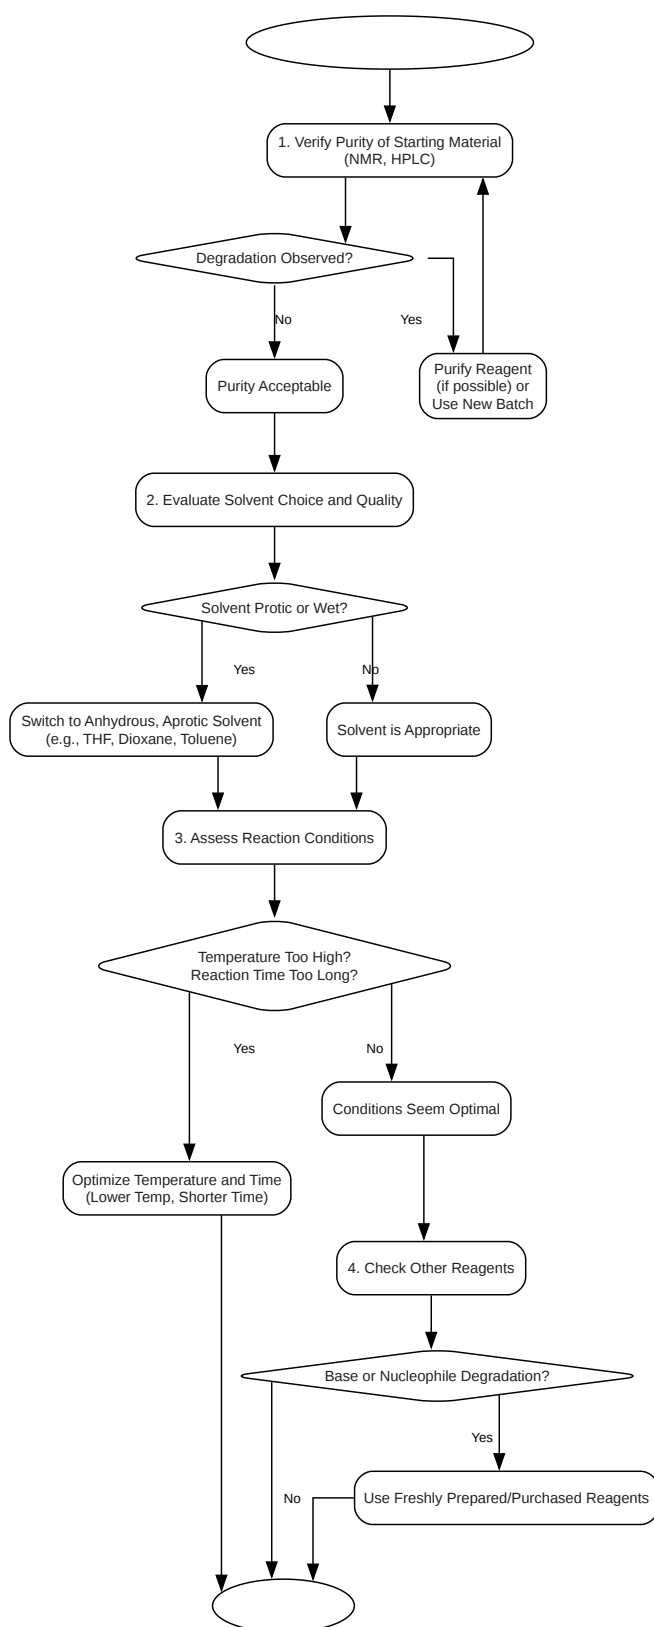 1. Verify Purity of Starting Material
(NMR, HPLC)
Degradation Observed?
No
Yes
Purity Acceptable
Purify Reagent
(if possible) or
Use New Batch
2. Evaluate Solvent Choice and Quality
Solvent Protic or Wet?
Yes
No
Switch to Anhydrous, Aprotic Solvent
(e.g., THF, Dioxane, Toluene)
Solvent is Appropriate
3. Assess Reaction Conditions
Temperature Too High?
Reaction Time Too Long?
Yes
No
Conditions Seem Optimal
Optimize Temperature and Time
(Lower Temp, Shorter Time)
4. Check Other Reagents
Base or Nucleophile Degradation?
Yes
No
Use Freshly Prepared/Purchased Reagents